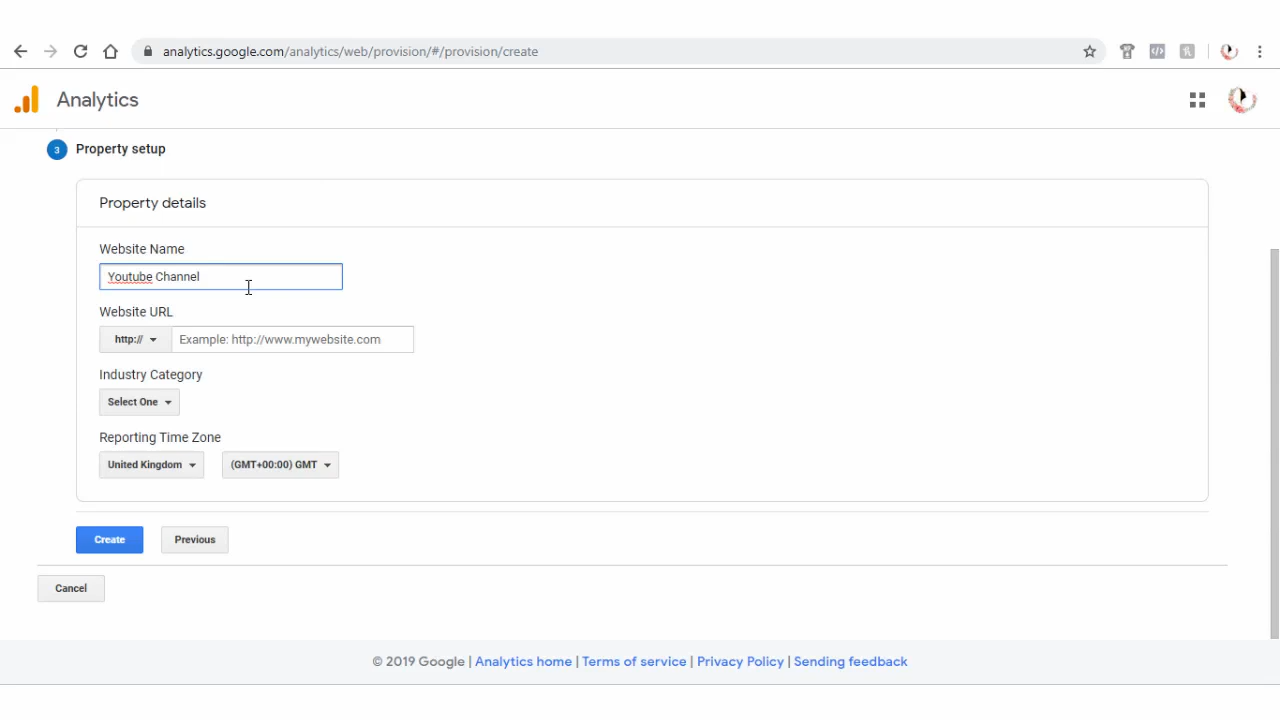 analytics.google.com/analytics/web/provision/#/provision/create
Analytics
3 Property setup
Property details
Website Name
Youtube Channel
Website URL
http:// Example: http://www.mywebsite.com
Industry Category
Select One
Reporting Time Zone
United Kingdom (GMT+00:00) GMT
Create Previous
Cancel
© 2019 Google | Analytics home | Terms of service | Privacy Policy | Sending feedback